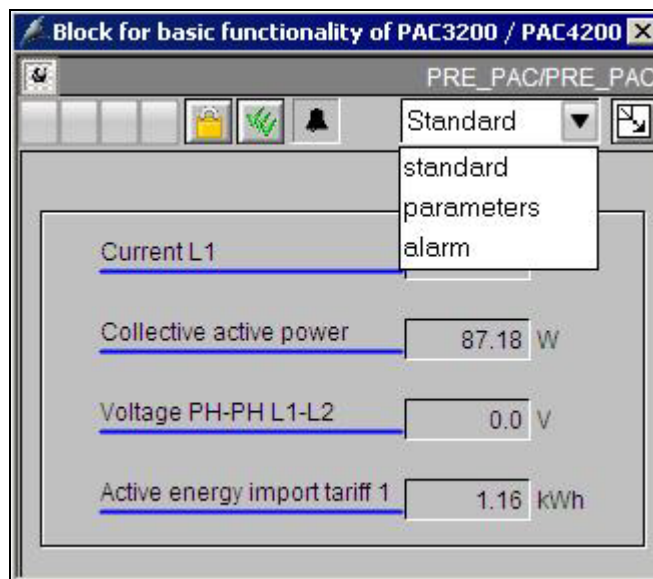 Block for basic functionality of PAC3200 / PAC4200
PRE_PAC/PRE_PAC
Standard
standard
parameters
alarm
Current L1
Collective active power 87.18 W
Voltage PH-PH L1-L2 0.0 V
Active energy import tariff 1 1.16 kWh